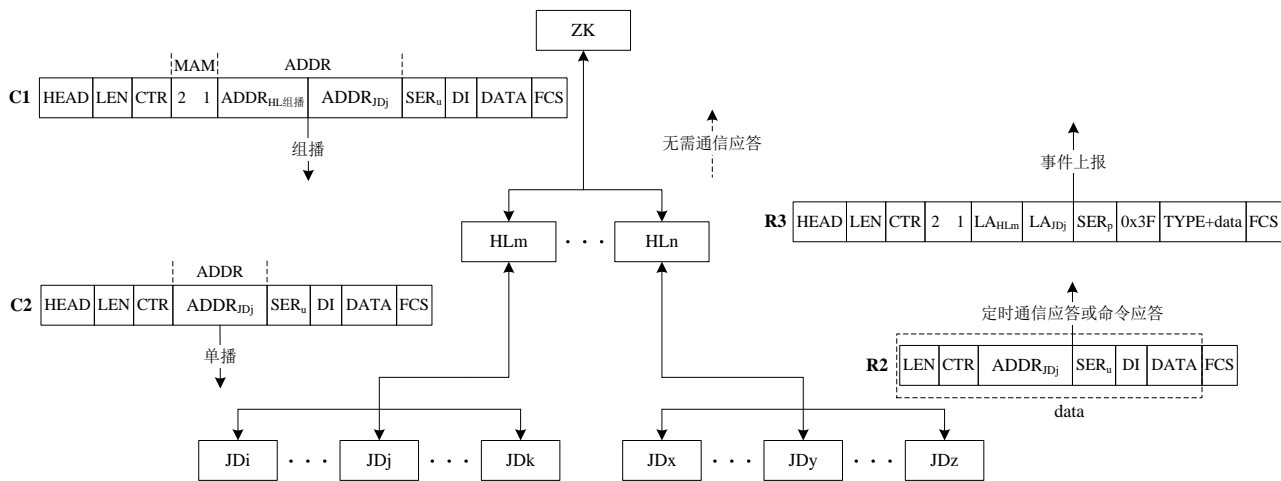 ZK
MAM ADDR
C1 HEAD LEN CTR 2 1 ADDRHL组播 ADDRJDj SERu DI DATA FCS
组播
无需通信应答
事件上报
R3 HEAD LEN CTR 2 1 LAHLm LAJDj SERp 0x3F TYPE+data FCS
HLm · · · HLn
ADDR
C2 HEAD LEN CTR ADDRJDj SERu DI DATA FCS
单播
定时通信应答或命令应答
R2 LEN CTR ADDRJDj SERu DI DATA FCS
data
JDi · · · JDj · · · JDk JDx · · · JDy · · · JDz